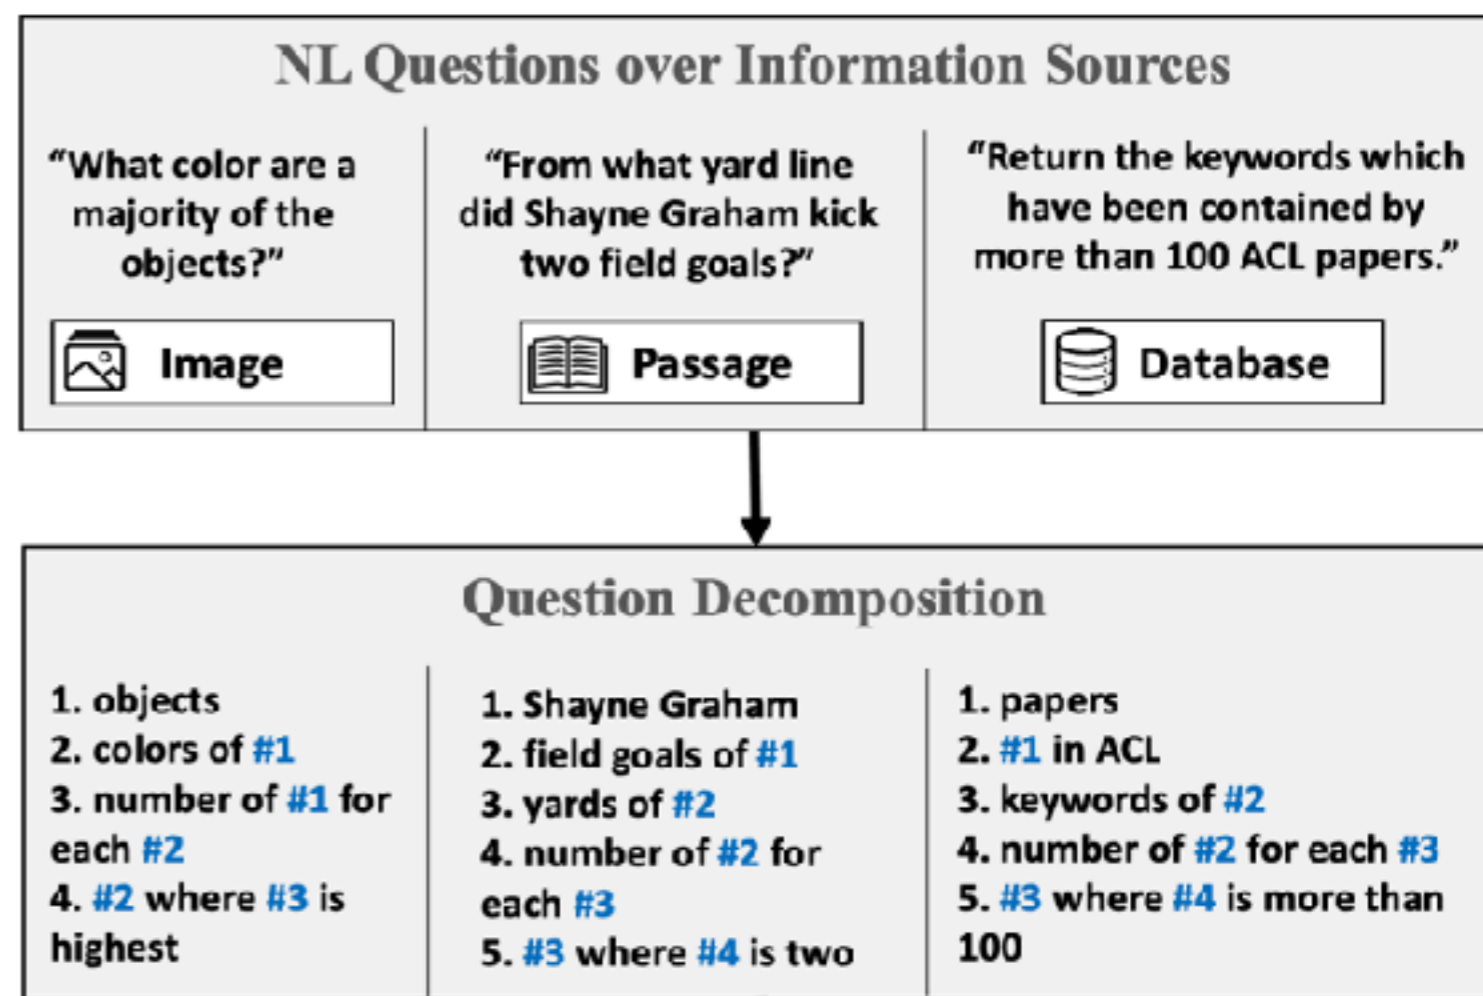 NL Questions over Information Sources
“What color are a
majority of the
objects?”
Image
“From what yard line
did Shayne Graham kick
two field goals?”
Passage
“Return the keywords which
have been contained by
more than 100 ACL papers.”
Database
Question Decomposition
1. objects
2. colors of #1
3. number of #1 for
each #2
4. #2 where #3 is
highest
1. Shayne Graham
2. field goals of #1
3. yards of #2
4. number of #2 for
each #3
5. #3 where #4 is two
1. papers
2. #1 in ACL
3. keywords of #2
4. number of #2 for each #3
5. #3 where #4 is more than
100